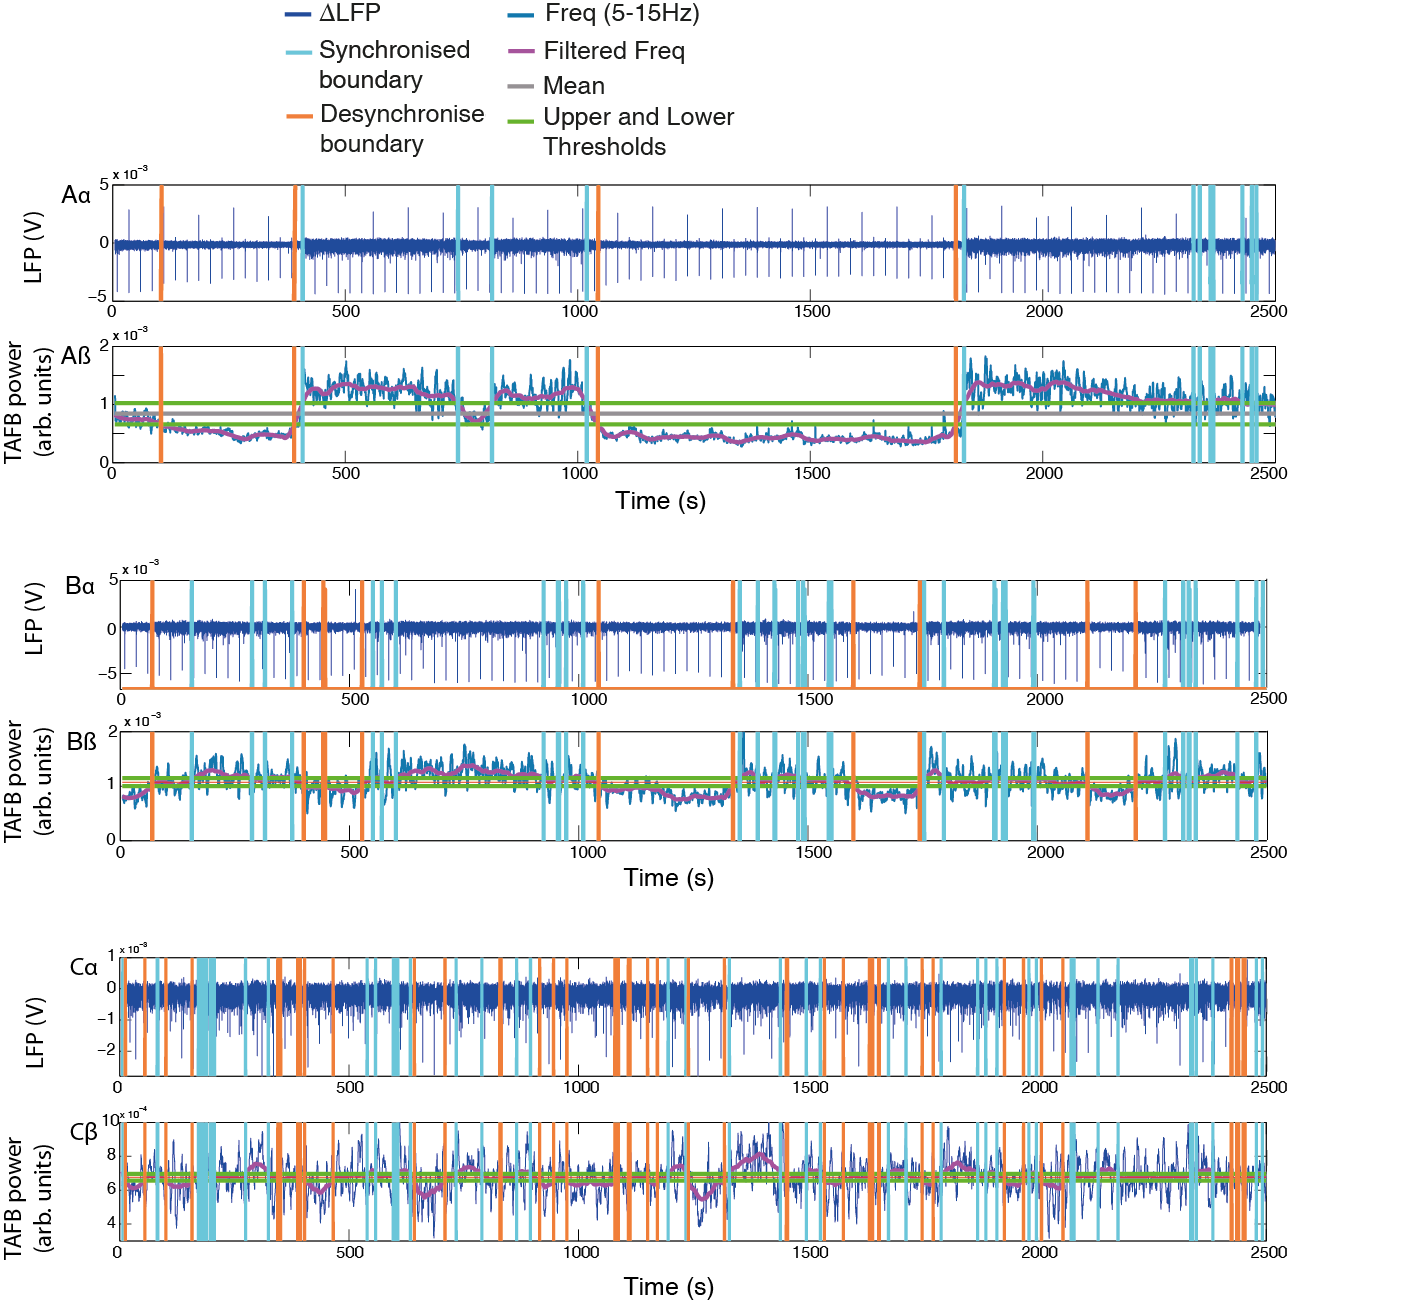 ΔLFP
Freq (5-15Hz)
Synchronised
boundary
Filtered Freq
Mean
Desynchronise
boundary
Upper and Lower
Thresholds
Aα
x 10⁻³
LFP (V)
5
0
−5
0 500 1000 1500 2000 2500
Aß
x 10⁻³
TAFB power
(arb. units)
2
1
0
0 500 1000 1500 2000 2500
Time (s)
Bα
x 10⁻³
LFP (V)
5
0
−5
0 500 1000 1500 2000 2500
Bß
x 10⁻³
TAFB power
(arb. units)
2
1
0
0 500 1000 1500 2000 2500
Time (s)
Cα
x 10⁻³
LFP (V)
1
0
−1
−2
0 500 1000 1500 2000 2500
Cβ
x 10⁻⁴
TAFB power
(arb. units)
10
8
6
4
0 500 1000 1500 2000 2500
Time (s)